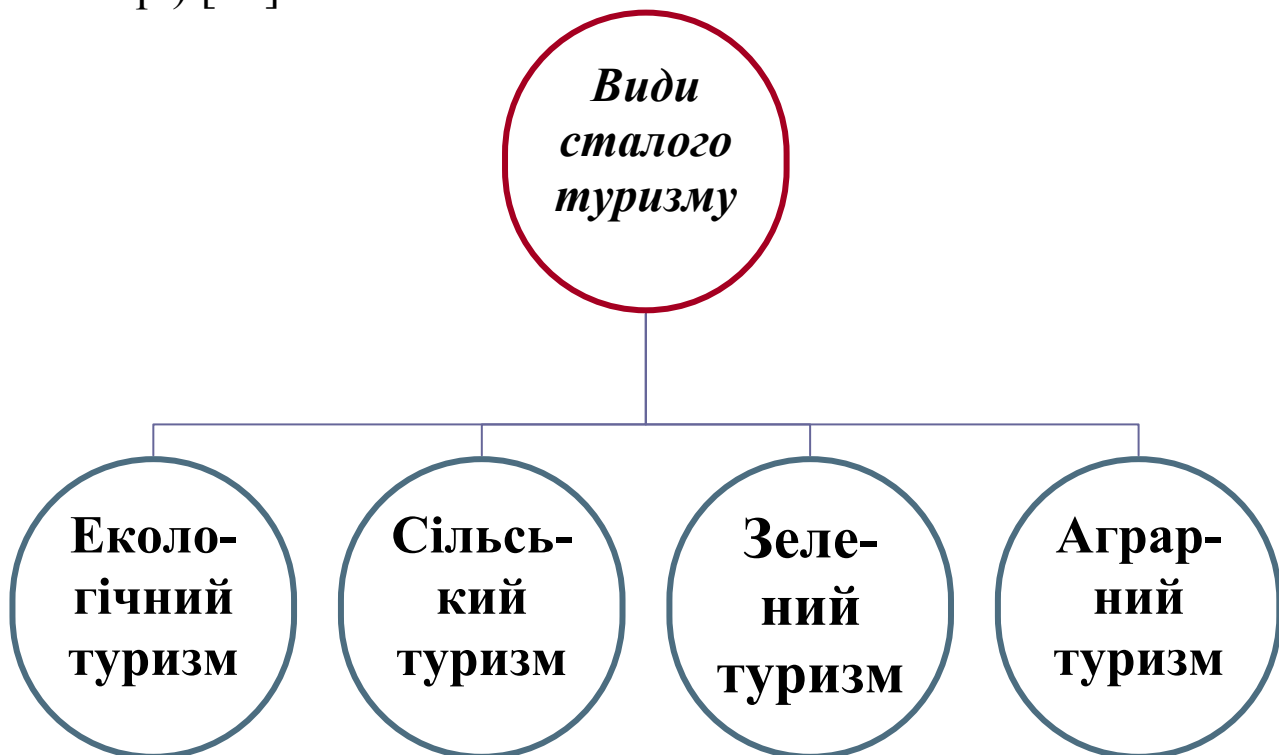 Види
сталого
туризму
Еколо-
гічний
туризм
Сільсь-
кий
туризм
Зеле-
ний
туризм
Аграр-
ний
туризм